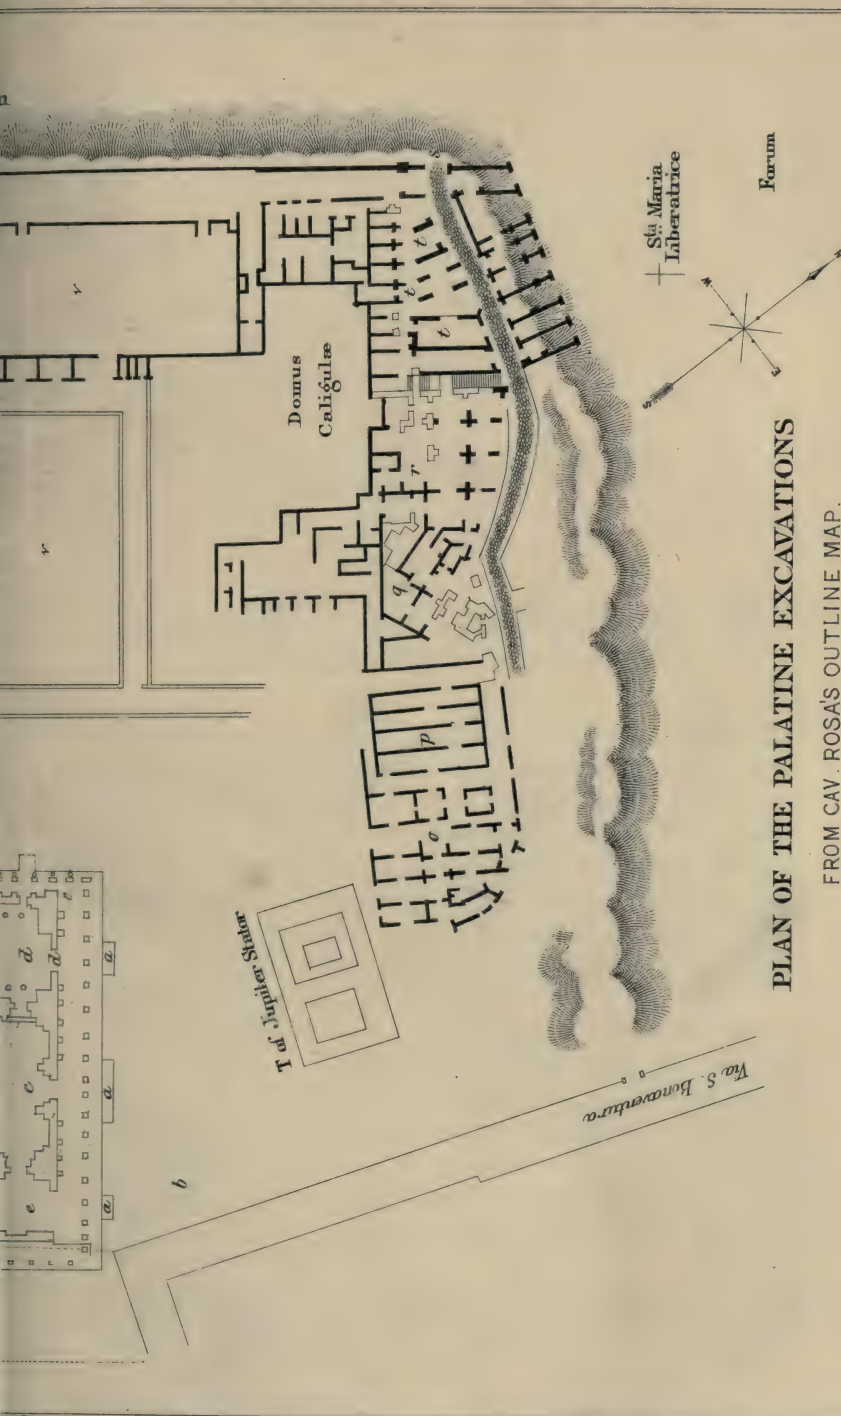 PLAN OF THE PALATINE EXCAVATIONS
FROM CAV. ROSA'S OUTLINE MAP.
Forum
Sta Maria
Liberatrice
N
W
E
S
Domus
Caligulæ
T of Jupiter Stator
Via S. Bonaventura
n
v
v
s
t
t
t
r
q
p
o
d
d
c
c
e
a
a
a
b